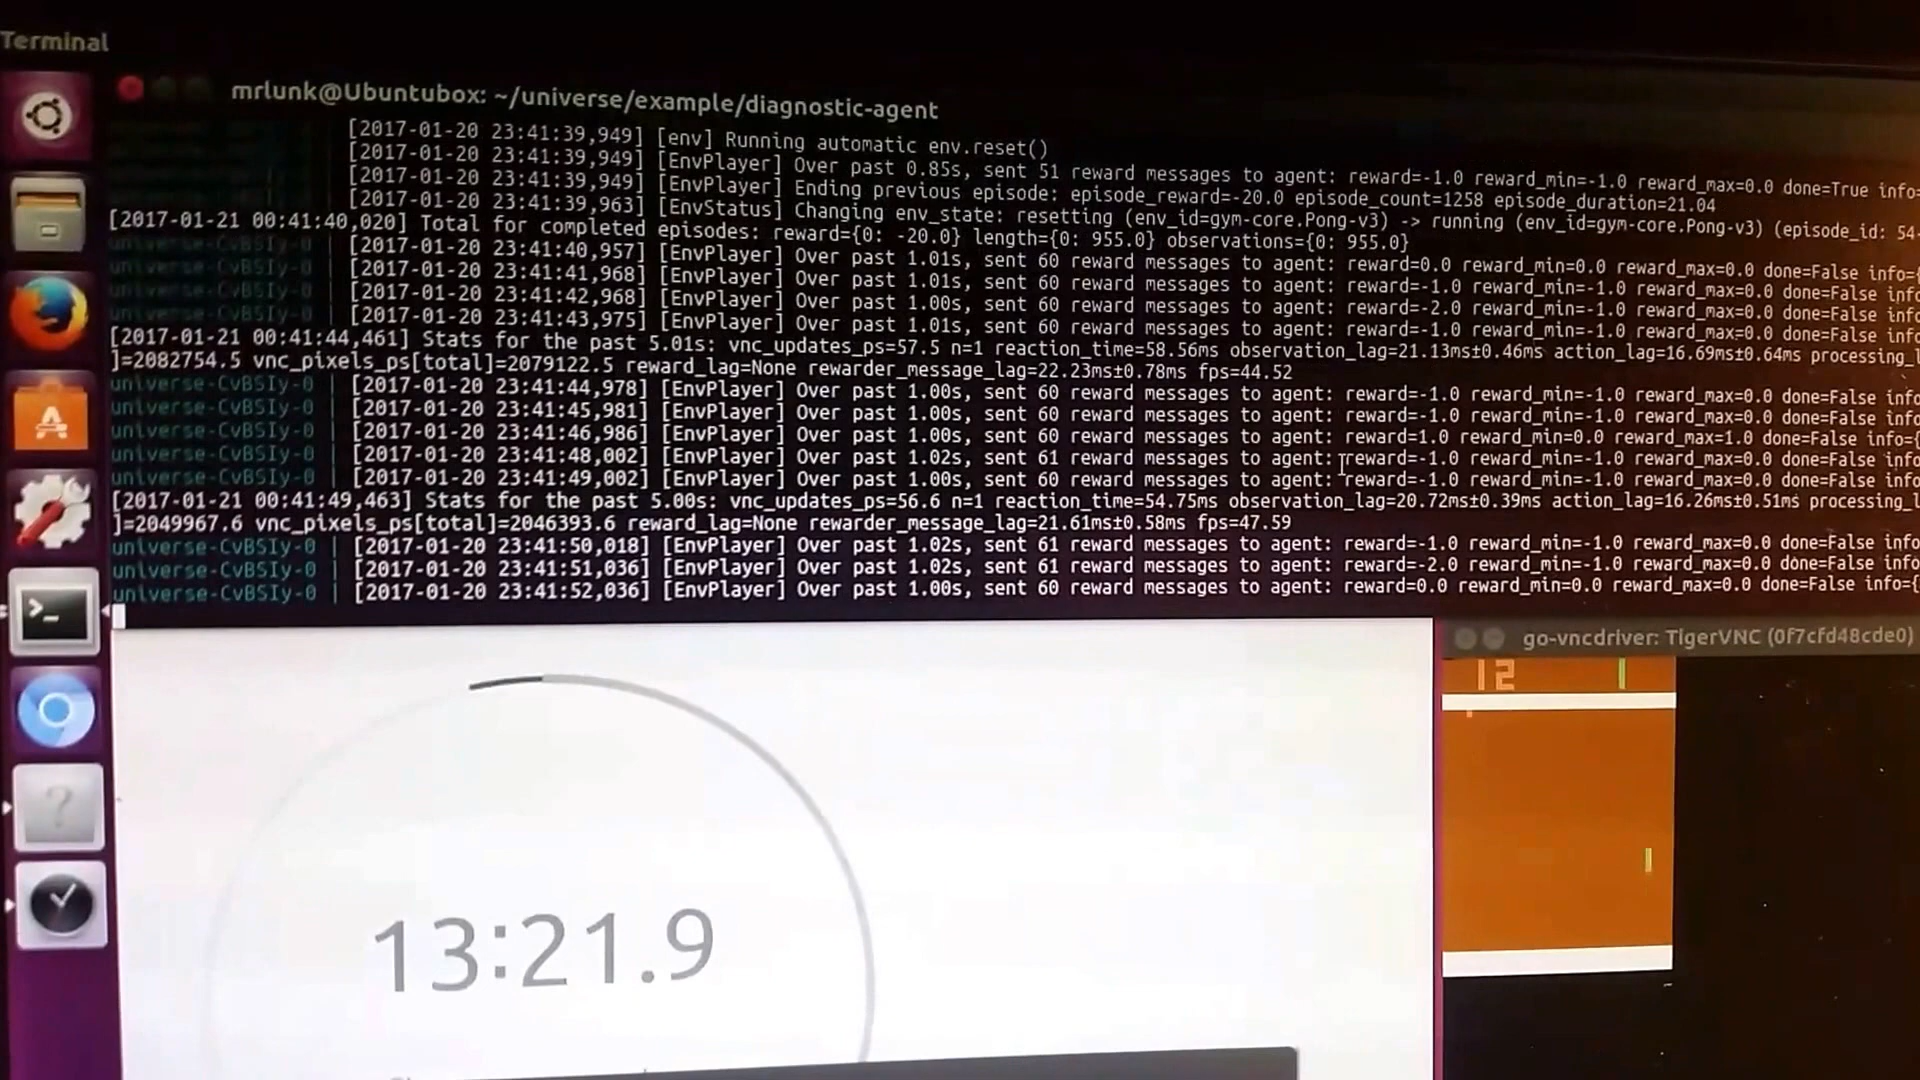 Terminal
mrlunk@Ubuntubox: ~/universe/example/diagnostic-agent
[2017-01-20 23:41:39,949] [env] Running automatic env.reset()
[2017-01-20 23:41:39,949] [EnvPlayer] Over past 0.85s, sent 51 reward messages to agent: reward=-1.0 reward_min=-1.0 reward_max=0.0 done=True info=
[2017-01-20 23:41:39,949] [EnvPlayer] Ending previous episode: episode_reward=-20.0 episode_count=1258 episode_duration=21.04
[2017-01-20 23:41:39,963] [EnvStatus] Changing env_state: resetting (env_id=gym-core.Pong-v3) -> running (env_id=gym-core.Pong-v3) (episode_id: 54-
[2017-01-21 00:41:40,020] Total for completed episodes: reward={0: -20.0} length={0: 955.0} observations={0: 955.0}
universe-CvBSIy-0 | [2017-01-20 23:41:40,957] [EnvPlayer] Over past 1.01s, sent 60 reward messages to agent: reward=0.0 reward_min=0.0 reward_max=0.0 done=False info={
universe-CvBSIy-0 | [2017-01-20 23:41:41,968] [EnvPlayer] Over past 1.01s, sent 60 reward messages to agent: reward=-1.0 reward_min=-1.0 reward_max=0.0 done=False info
universe-CvBSIy-0 | [2017-01-20 23:41:42,968] [EnvPlayer] Over past 1.00s, sent 60 reward messages to agent: reward=-2.0 reward_min=-1.0 reward_max=0.0 done=False info=
universe-CvBSIy-0 | [2017-01-20 23:41:43,975] [EnvPlayer] Over past 1.01s, sent 60 reward messages to agent: reward=-1.0 reward_min=-1.0 reward_max=0.0 done=False info=
[2017-01-21 00:41:44,461] Stats for the past 5.01s: vnc_updates_ps=57.5 n=1 reaction_time=58.56ms observation_lag=21.13ms±0.46ms action_lag=16.69ms±0.64ms processing_l
]=2082754.5 vnc_pixels_ps[total]=2079122.5 reward_lag=None rewarder_message_lag=22.23ms±0.78ms fps=44.52
universe-CvBSIy-0 | [2017-01-20 23:41:44,978] [EnvPlayer] Over past 1.00s, sent 60 reward messages to agent: reward=-1.0 reward_min=-1.0 reward_max=0.0 done=False info=
universe-CvBSIy-0 | [2017-01-20 23:41:45,981] [EnvPlayer] Over past 1.00s, sent 60 reward messages to agent: reward=-1.0 reward_min=-1.0 reward_max=0.0 done=False info=
universe-CvBSIy-0 | [2017-01-20 23:41:46,986] [EnvPlayer] Over past 1.00s, sent 60 reward messages to agent: reward=1.0 reward_min=0.0 reward_max=1.0 done=False info={
universe-CvBSIy-0 | [2017-01-20 23:41:48,002] [EnvPlayer] Over past 1.02s, sent 61 reward messages to agent: reward=-1.0 reward_min=-1.0 reward_max=0.0 done=False info=
universe-CvBSIy-0 | [2017-01-20 23:41:49,002] [EnvPlayer] Over past 1.00s, sent 60 reward messages to agent: reward=-1.0 reward_min=-1.0 reward_max=0.0 done=False info=
[2017-01-21 00:41:49,463] Stats for the past 5.00s: vnc_updates_ps=56.6 n=1 reaction_time=54.75ms observation_lag=20.72ms±0.39ms action_lag=16.26ms±0.51ms processing_l
]=2049967.6 vnc_pixels_ps[total]=2046393.6 reward_lag=None rewarder_message_lag=21.61ms±0.58ms fps=47.59
universe-CvBSIy-0 | [2017-01-20 23:41:50,018] [EnvPlayer] Over past 1.02s, sent 61 reward messages to agent: reward=-1.0 reward_min=-1.0 reward_max=0.0 done=False info
universe-CvBSIy-0 | [2017-01-20 23:41:51,036] [EnvPlayer] Over past 1.02s, sent 61 reward messages to agent: reward=-2.0 reward_min=-1.0 reward_max=0.0 done=False info
universe-CvBSIy-0 | [2017-01-20 23:41:52,036] [EnvPlayer] Over past 1.00s, sent 60 reward messages to agent: reward=0.0 reward_min=0.0 reward_max=0.0 done=False info={
go-vncdriver: TigerVNC (0f7cfd48cde0)
12 1
13:21.9